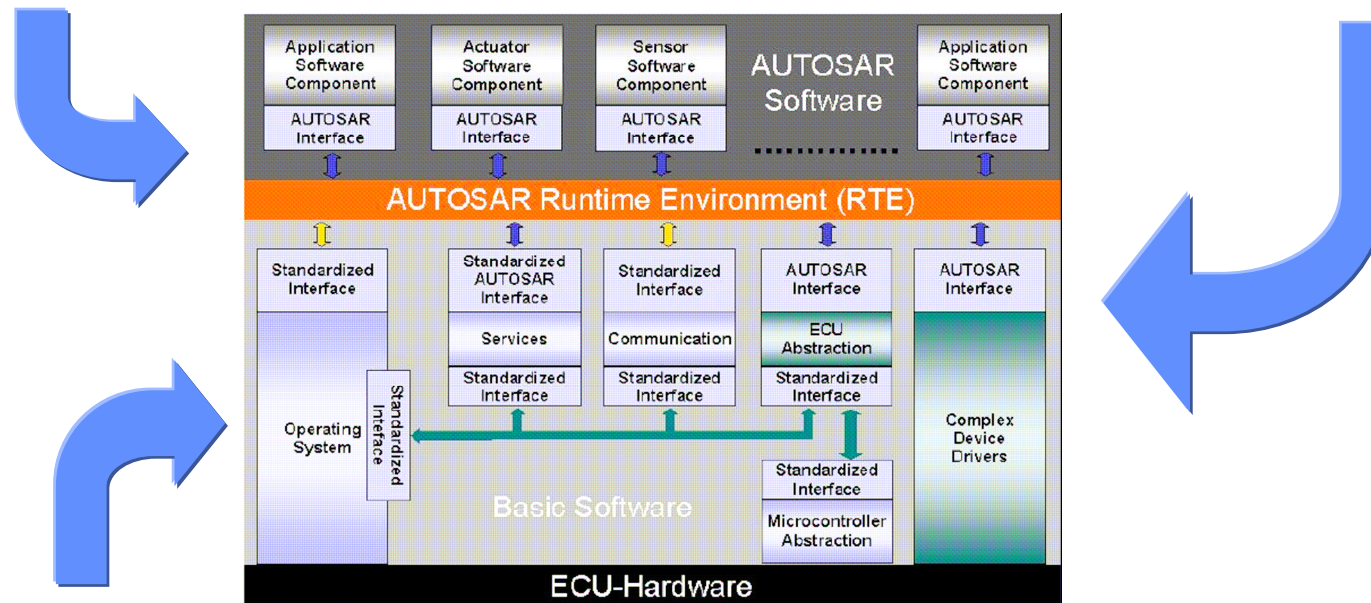 Application
Software
Component
AUTOSAR
Interface
Actuator
Software
Component
AUTOSAR
Interface
Sensor
Software
Component
AUTOSAR
Interface
AUTOSAR
Software
Application
Software
Component
AUTOSAR
Interface
AUTOSAR Runtime Environment (RTE)
Standardized
Interface
Operating
System
Standardized
Inteface
Standardized
AUTOSAR
Interface
Services
Standardized
Interface
Standardized
Interface
Communication
Standardized
Interface
AUTOSAR
Interface
ECU
Abstraction
Standardized
Interface
Standardized
Interface
Microcontroller
Abstraction
AUTOSAR
Interface
Complex
Device
Drivers
Basic Software
ECU-Hardware